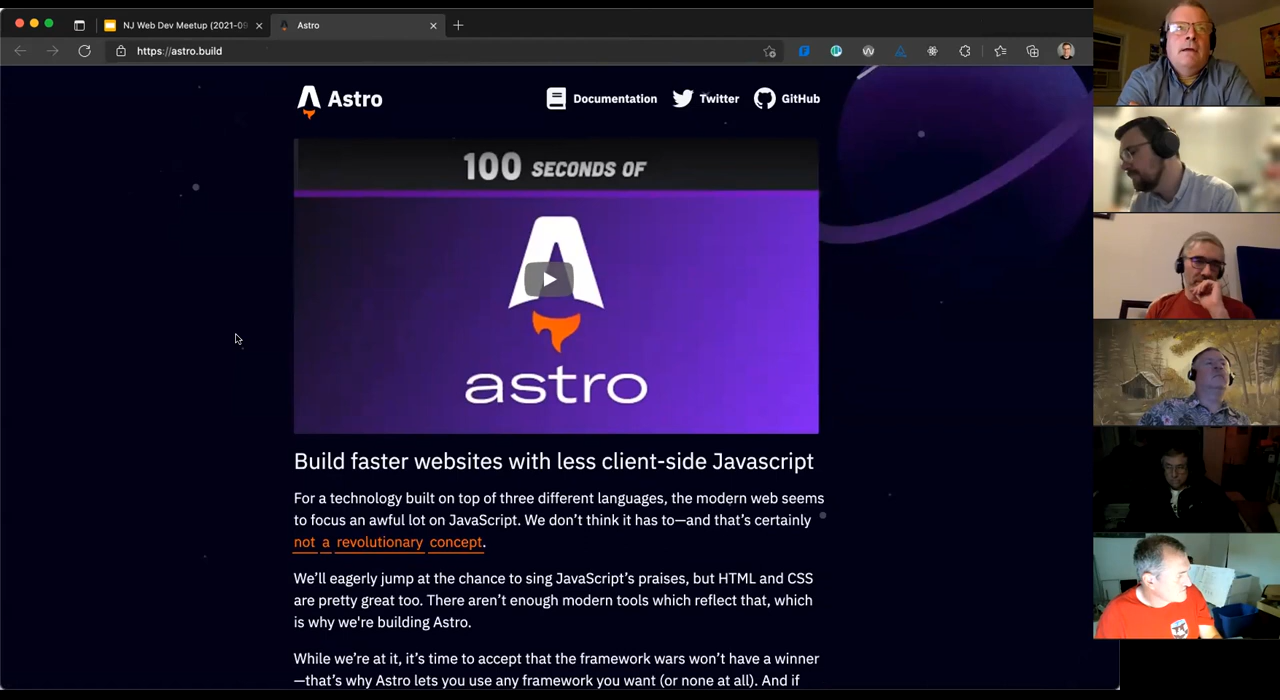 NJ Web Dev Meetup (2021-09
Astro
https://astro.build
Astro
Documentation
Twitter
GitHub
100 SECONDS OF
astro
Build faster websites with less client-side Javascript
For a technology built on top of three different languages, the modern web seems
to focus an awful lot on JavaScript. We don’t think it has to—and that’s certainly
not a revolutionary concept.
We’ll eagerly jump at the chance to sing JavaScript’s praises, but HTML and CSS
are pretty great too. There aren’t enough modern tools which reflect that, which
is why we're building Astro.
While we’re at it, it’s time to accept that the framework wars won’t have a winner
—that’s why Astro lets you use any framework you want (or none at all). And if